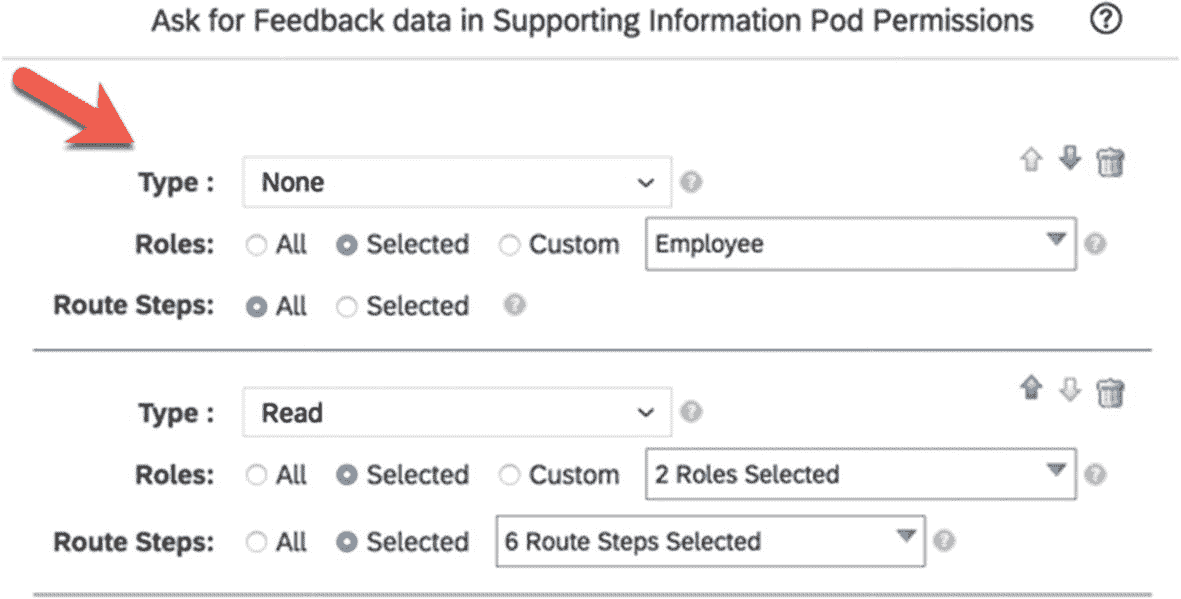 Ask for Feedback data in Supporting Information Pod Permissions ?
Type : None ?
Roles: All Selected Custom Employee ?
Route Steps: All Selected ?
Type : Read ?
Roles: All Selected Custom 2 Roles Selected ?
Route Steps: All Selected 6 Route Steps Selected ?